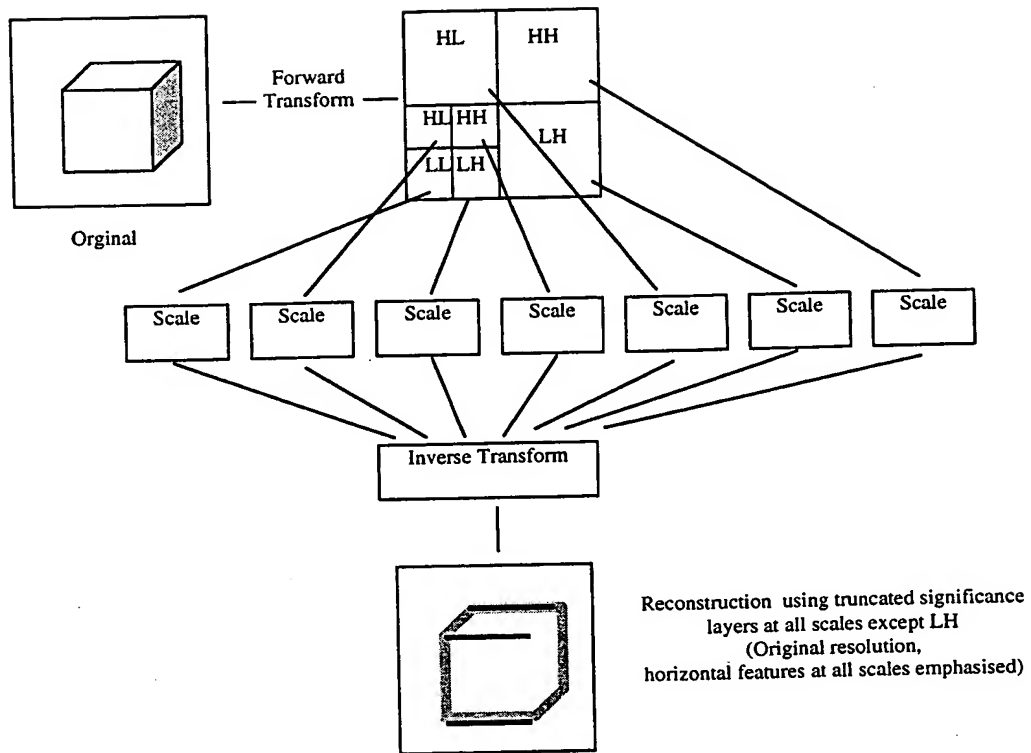 HL HH
Forward
Transform
HL HH
LH
LL LH
Orginal
Scale Scale Scale Scale Scale Scale Scale
Inverse Transform
Reconstruction using truncated significance
layers at all scales except LH
(Original resolution,
horizontal features at all scales emphasised)